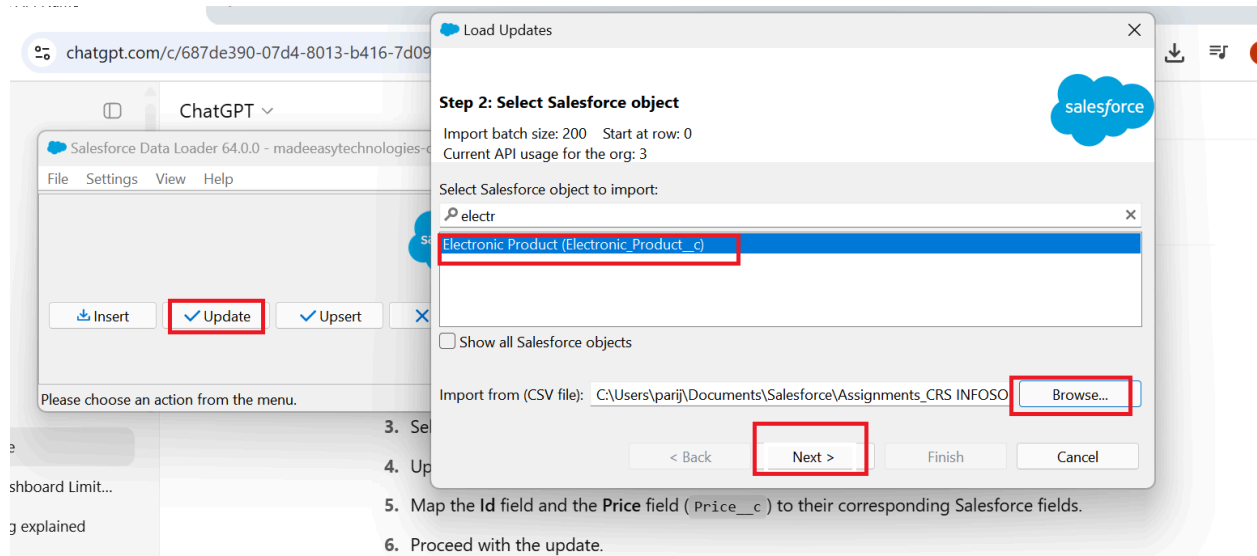 chatgpt.com/c/687de390-07d4-8013-b416-7d09
ChatGPT
Salesforce Data Loader 64.0.0 - madeeasytechnologies-
File Settings View Help
Insert
Update
Upsert
Please choose an action from the menu.
shboard Limit...
g explained
Load Updates
Step 2: Select Salesforce object
salesforce
Import batch size: 200 Start at row: 0
Current API usage for the org: 3
Select Salesforce object to import:
electr
Electronic Product (Electronic_Product__c)
Show all Salesforce objects
Import from (CSV file): C:\Users\parij\Documents\Salesforce\Assignments_CRS INFOSO
Browse...
< Back
Next >
Finish
Cancel
3. Sel
4. Up
5. Map the Id field and the Price field ( Price__c ) to their corresponding Salesforce fields.
6. Proceed with the update.